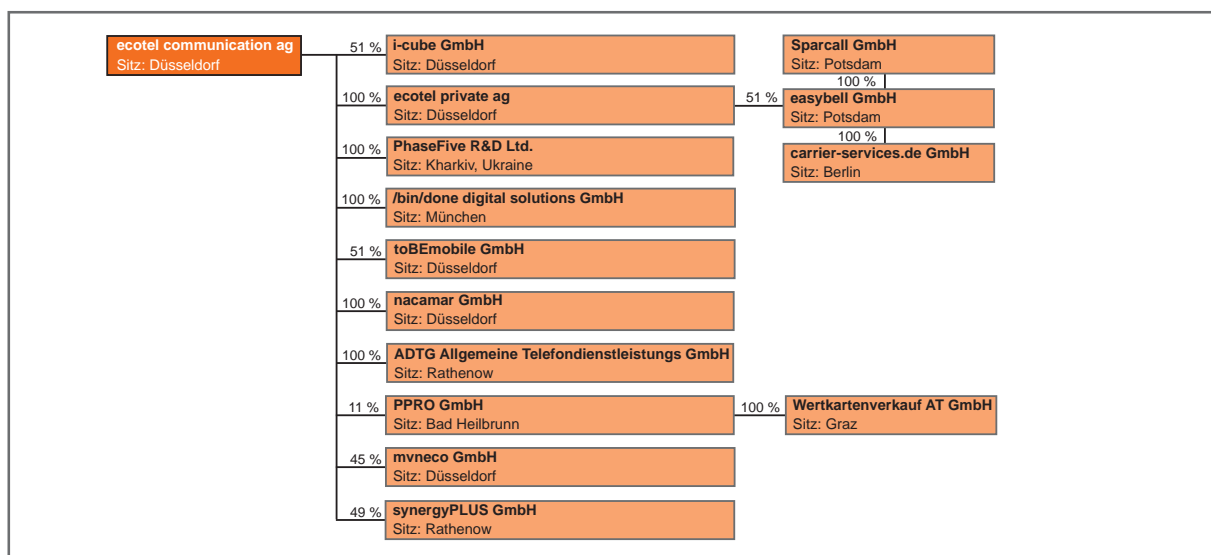 ecotel communication ag
Sitz: Düsseldorf
51 %
i-cube GmbH
Sitz: Düsseldorf
100 %
ecotel private ag
Sitz: Düsseldorf
100 %
PhaseFive R&D Ltd.
Sitz: Kharkiv, Ukraine
100 %
/bin/done digital solutions GmbH
Sitz: München
51 %
toBEmobile GmbH
Sitz: Düsseldorf
100 %
nacamar GmbH
Sitz: Düsseldorf
100 %
ADTG Allgemeine Telefondienstleistungs GmbH
Sitz: Rathenow
11 %
PPRO GmbH
Sitz: Bad Heilbrunn
45 %
mvneco GmbH
Sitz: Düsseldorf
49 %
synergyPLUS GmbH
Sitz: Rathenow
Sparcall GmbH
Sitz: Potsdam
100 %
51 %
easybell GmbH
Sitz: Potsdam
100 %
carrier-services.de GmbH
Sitz: Berlin
100 %
Wertkartenverkauf AT GmbH
Sitz: Graz